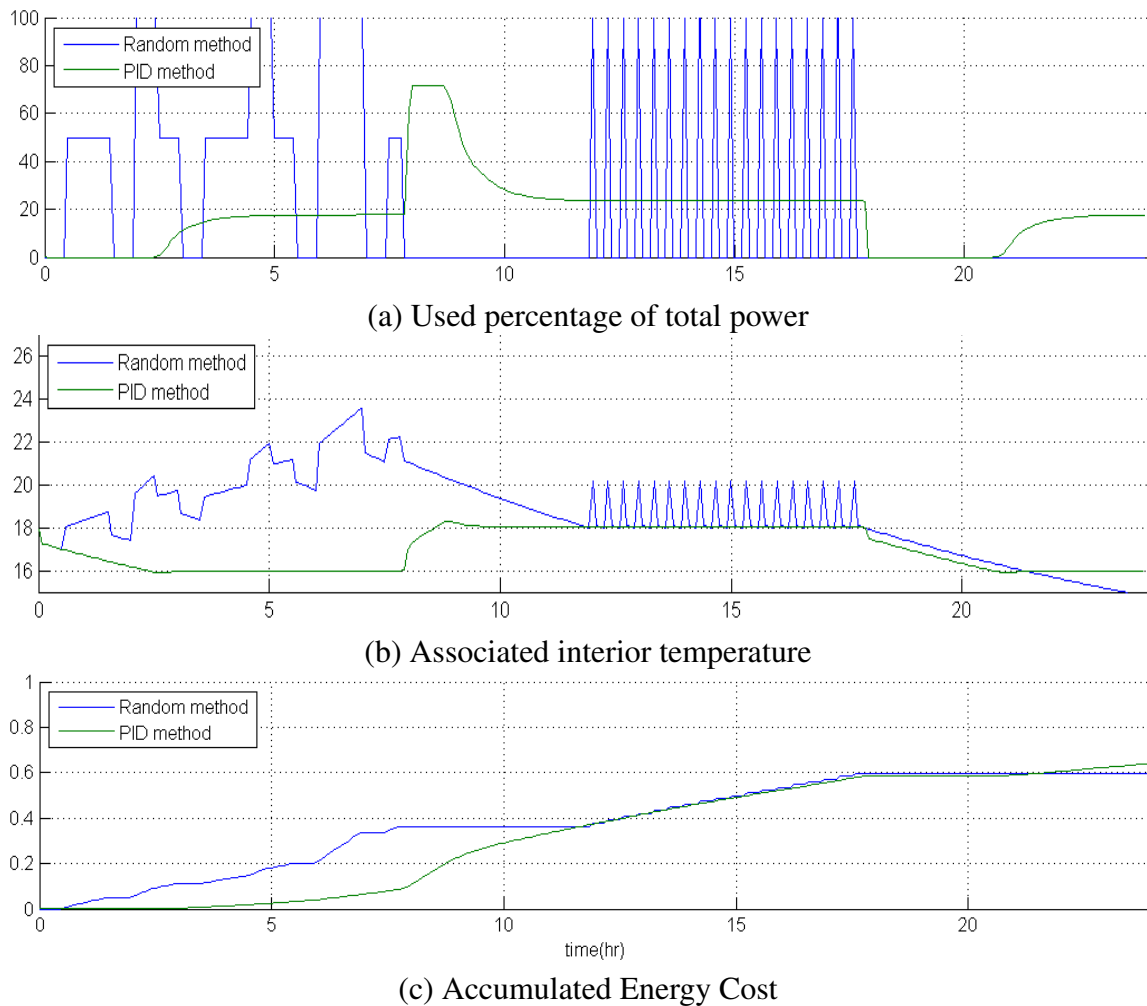 100
80
60
40
20
0
Random method
PID method
0 5 10 15 20
(a) Used percentage of total power
26
24
22
20
18
16
Random method
PID method
0 5 10 15 20
(b) Associated interior temperature
1
0.8
0.6
0.4
0.2
0
Random method
PID method
0 5 10 15 20
time(hr)
(c) Accumulated Energy Cost